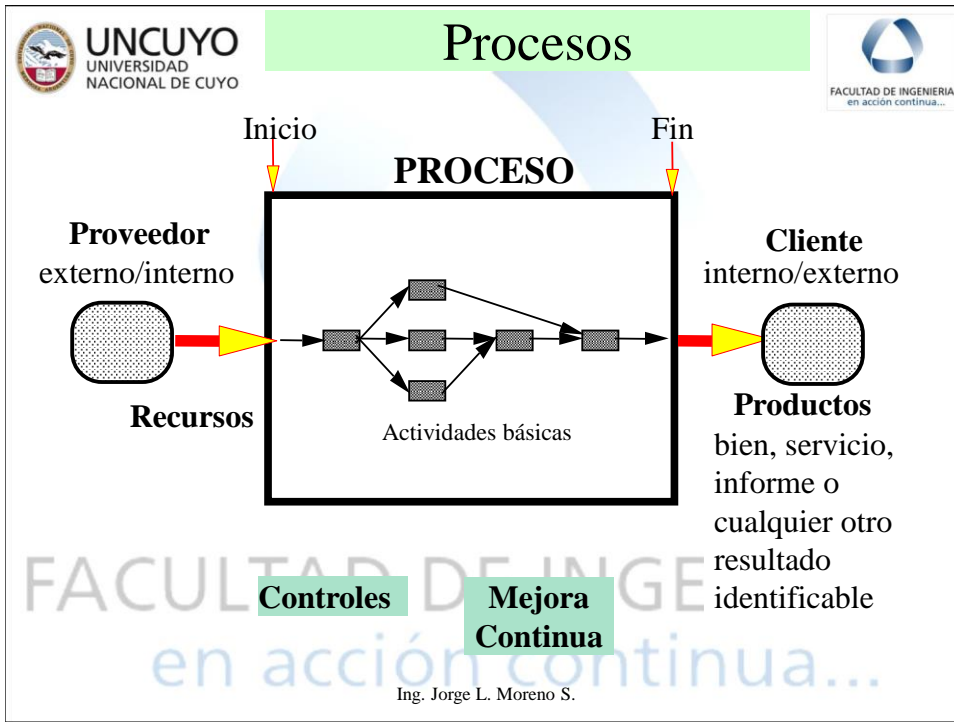 UNCUYO
UNIVERSIDAD
NACIONAL DE CUYO
Procesos
FACULTAD DE INGENIERIA
en acción continua...
Inicio
Fin
PROCESO
Proveedor
externo/interno
Cliente
interno/externo
Recursos
Actividades básicas
Productos
bien, servicio,
informe o
cualquier otro
resultado
identificable
FACULTAD DE INGE
Controles
Mejora
Continua
en acción continua...
Ing. Jorge L. Moreno S.